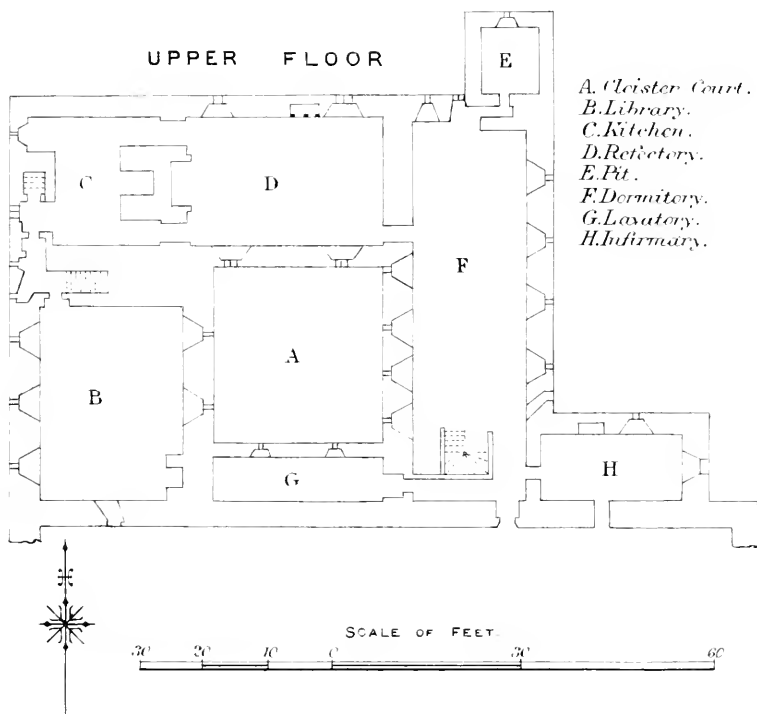 UPPER FLOOR
A. Cloister Court.
B. Library.
C. Kitchen.
D. Refectory.
E. Pit.
F. Dormitory.
G. Lavatory.
H. Infirmary.
E
C
D
F
A
B
G
H
SCALE OF FEET.
30 20 10 0 30 60